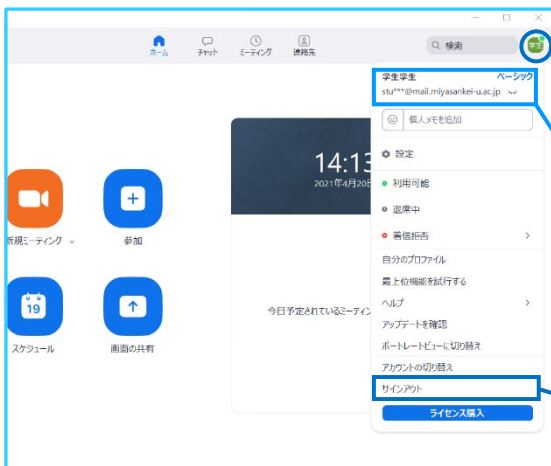 ホーム チャット ミーティング 連絡先 検索 学生
学生学生 ベーシック
stu***@mail.miyasankei-u.ac.jp
個人メモを追加
設定
14:13
2021年4月20日
利用可能
退席中
着信拒否
新規ミーティング 参加
自分のプロファイル
最上位機能を試行する
19
今日予定されているミーティン
ヘルプ
アップデートを確認
スケジュール 画面の共有
ポートレートビューに切り替え
アカウントの切り替え
サインアウト
ライセンス購入